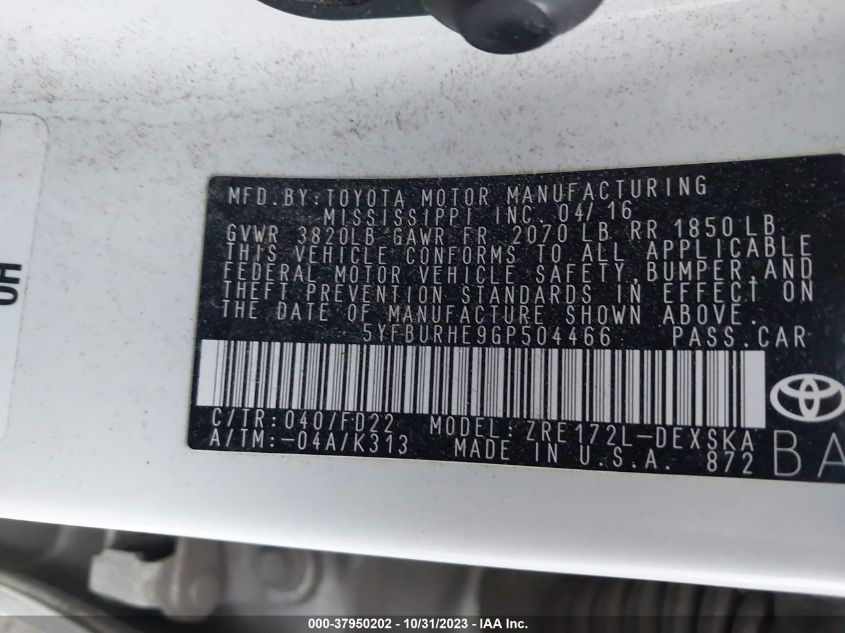 MFD.BY:TOYOTA MOTOR MANUFACTURING
MISSISSIPPI INC. 04/16
GVWR 3820LB GAWR FR 2070 LB RR 1850 LB
THIS VEHICLE CONFORMS TO ALL APPLICABLE
FEDERAL MOTOR VEHICLE SAFETY, BUMPER, AND
THEFT PREVENTION STANDARDS IN EFFECT ON
THE DATE OF MANUFACTURE SHOWN ABOVE.
5YFBURHE9GP504466 PASS.CAR
C/TR:040/FD22 MODEL:ZRE172L-DEXSKA
A/TM:-04A/K313 MADE IN U.S.A. 872
BA
OH
000-37950202 - 10/31/2023 - © IAA Inc.